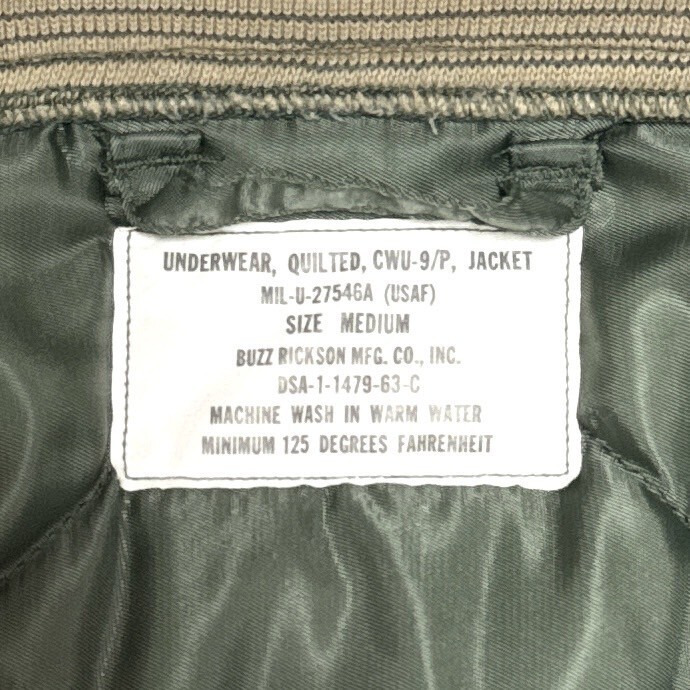 UNDERWEAR, QUILTED, CWU-9/P, JACKET
MIL-U-27546A (USAF)
SIZE MEDIUM
BUZZ RICKSON MFG. CO., INC.
DSA-1-1479-63-C
MACHINE WASH IN WARM WATER
MINIMUM 125 DEGREES FAHRENHEIT